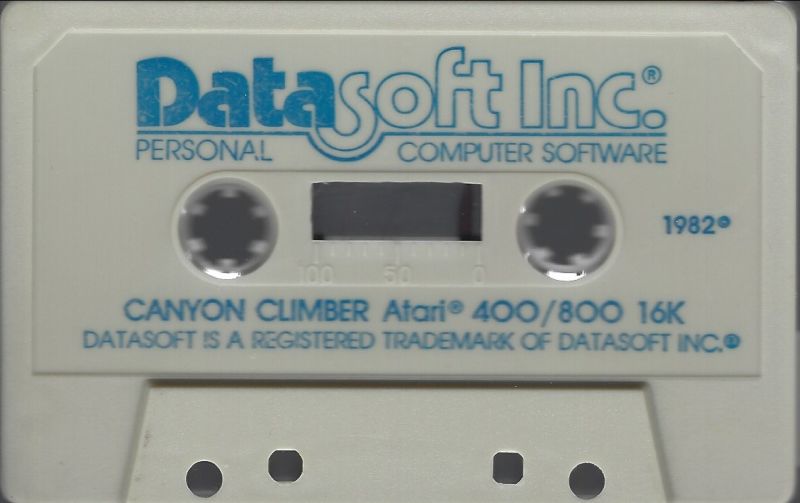 Datasoft Inc.®
PERSONAL COMPUTER SOFTWARE
1982©
100 50 0
CANYON CLIMBER Atari® 400/800 16K
DATASOFT IS A REGISTERED TRADEMARK OF DATASOFT INC.®